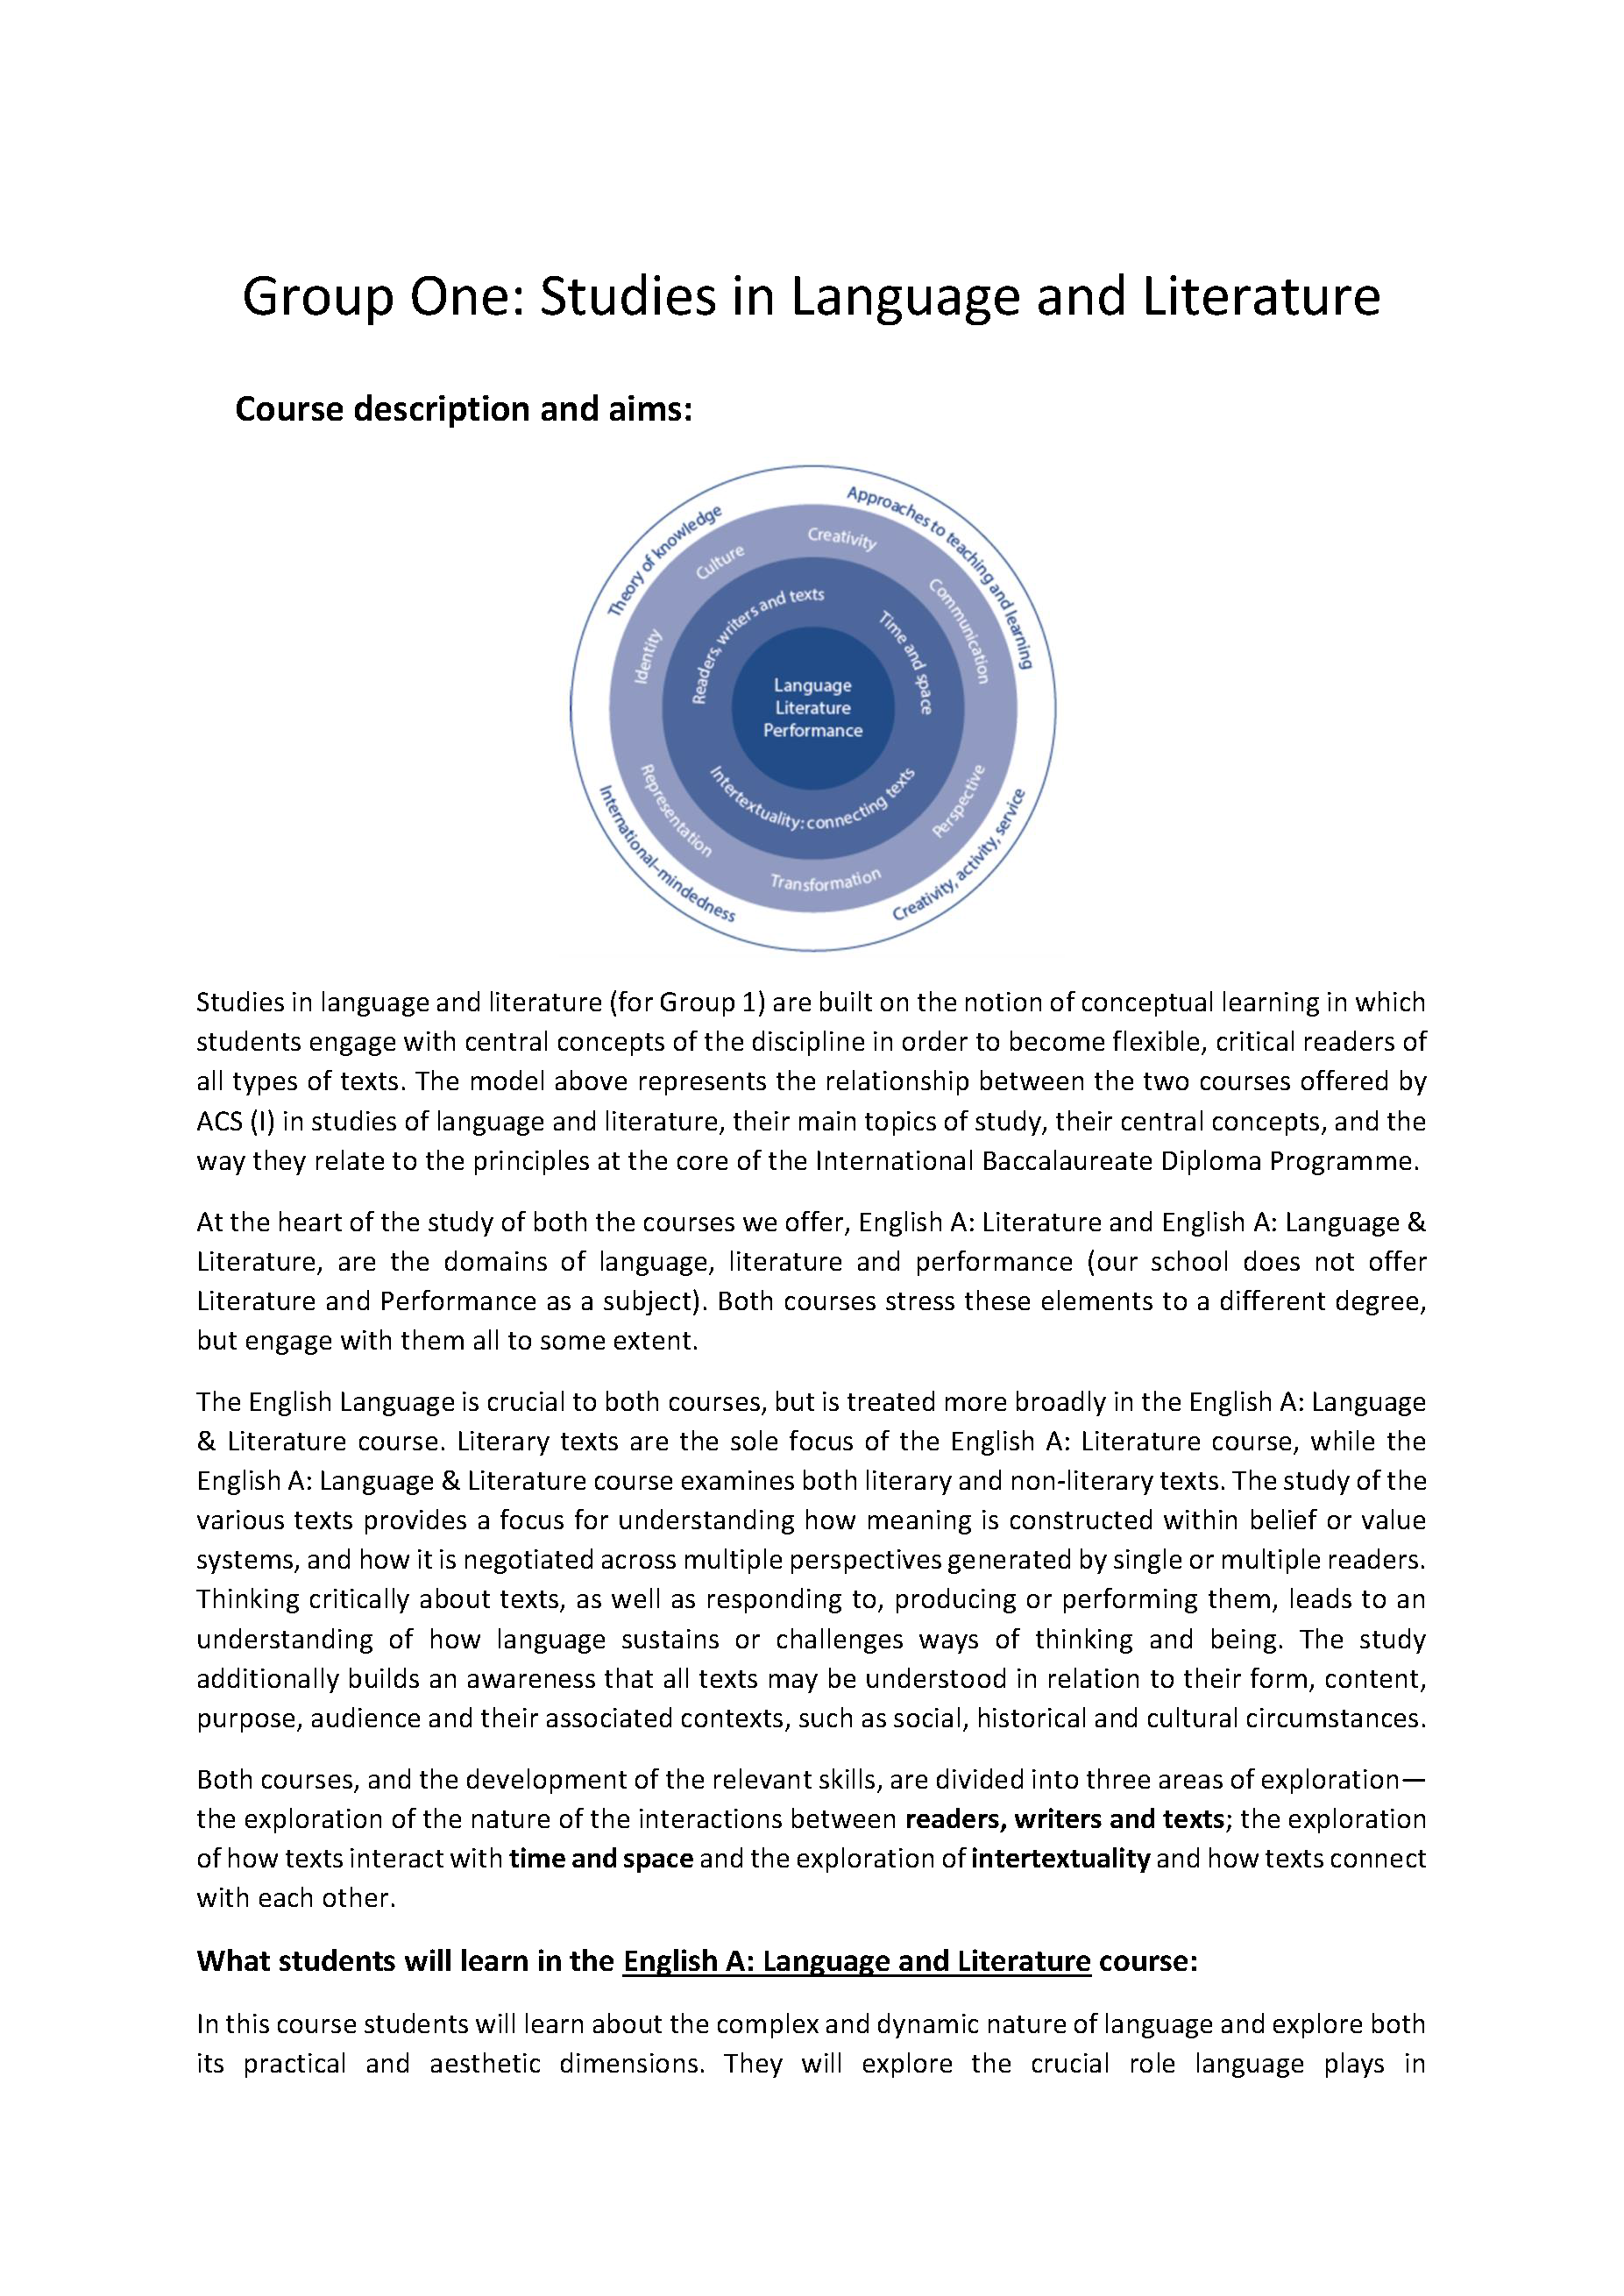 Group One: Studies in Language and Literature
Course description and aims:
Theory of knowledge
Approaches to teaching and learning
International-mindedness
Creativity, activity, service
Culture
Creativity
Communication
Identity
Representation
Transformation
Perspective
Readers, writers and texts
Time and space
Intertextuality: connecting texts
Language
Literature
Performance
Studies in language and literature (for Group 1) are built on the notion of conceptual learning in which
students engage with central concepts of the discipline in order to become flexible, critical readers of
all types of texts. The model above represents the relationship between the two courses offered by
ACS (I) in studies of language and literature, their main topics of study, their central concepts, and the
way they relate to the principles at the core of the International Baccalaureate Diploma Programme.
At the heart of the study of both the courses we offer, English A: Literature and English A: Language &
Literature, are the domains of language, literature and performance (our school does not offer
Literature and Performance as a subject). Both courses stress these elements to a different degree,
but engage with them all to some extent.
The English Language is crucial to both courses, but is treated more broadly in the English A: Language
& Literature course. Literary texts are the sole focus of the English A: Literature course, while the
English A: Language & Literature course examines both literary and non-literary texts. The study of the
various texts provides a focus for understanding how meaning is constructed within belief or value
systems, and how it is negotiated across multiple perspectives generated by single or multiple readers.
Thinking critically about texts, as well as responding to, producing or performing them, leads to an
understanding of how language sustains or challenges ways of thinking and being. The study
additionally builds an awareness that all texts may be understood in relation to their form, content,
purpose, audience and their associated contexts, such as social, historical and cultural circumstances.
Both courses, and the development of the relevant skills, are divided into three areas of exploration—
the exploration of the nature of the interactions between readers, writers and texts; the exploration
of how texts interact with time and space and the exploration of intertextuality and how texts connect
with each other.
What students will learn in the English A: Language and Literature course:
In this course students will learn about the complex and dynamic nature of language and explore both
its practical and aesthetic dimensions. They will explore the crucial role language plays in